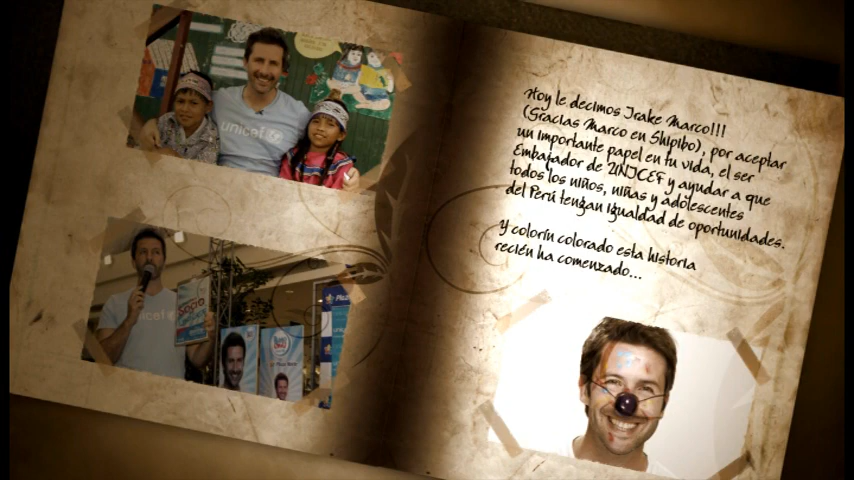 unicef
unicef
Socio
Hoy le decimos Irake Marco!!!
(Gracias Marco en Shipibo), por aceptar
un importante papel en tu vida, el ser
Embajador de UNICEF y ayudar a que
todos los niños, niñas y adolescentes
del Perú tengan igualdad de oportunidades.
Y colorín colorado esta historia
recién ha comenzado...